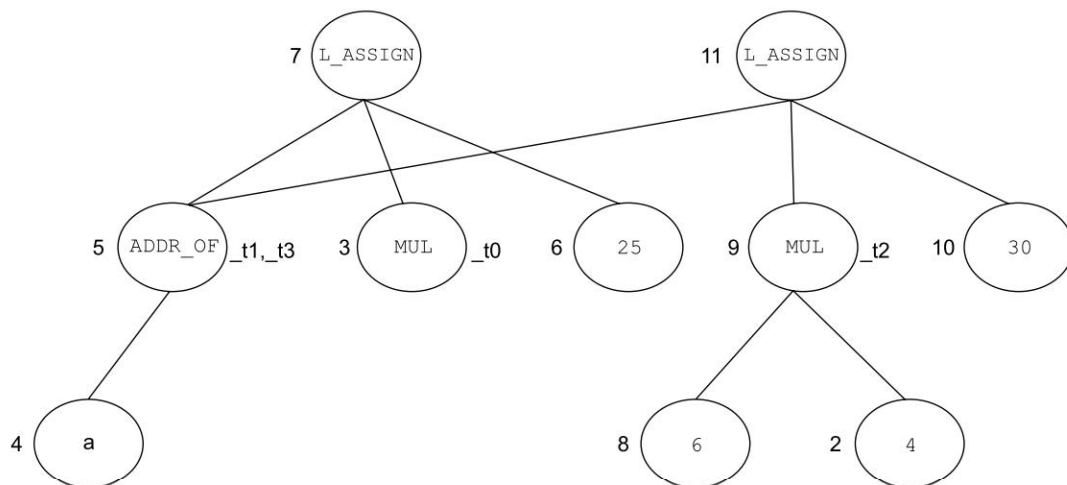 7 L_ASSIGN 11 L_ASSIGN
5 ADDR_OF _t1,_t3 3 MUL _t0 6 25 9 MUL _t2 10 30
4 a 8 6 2 4